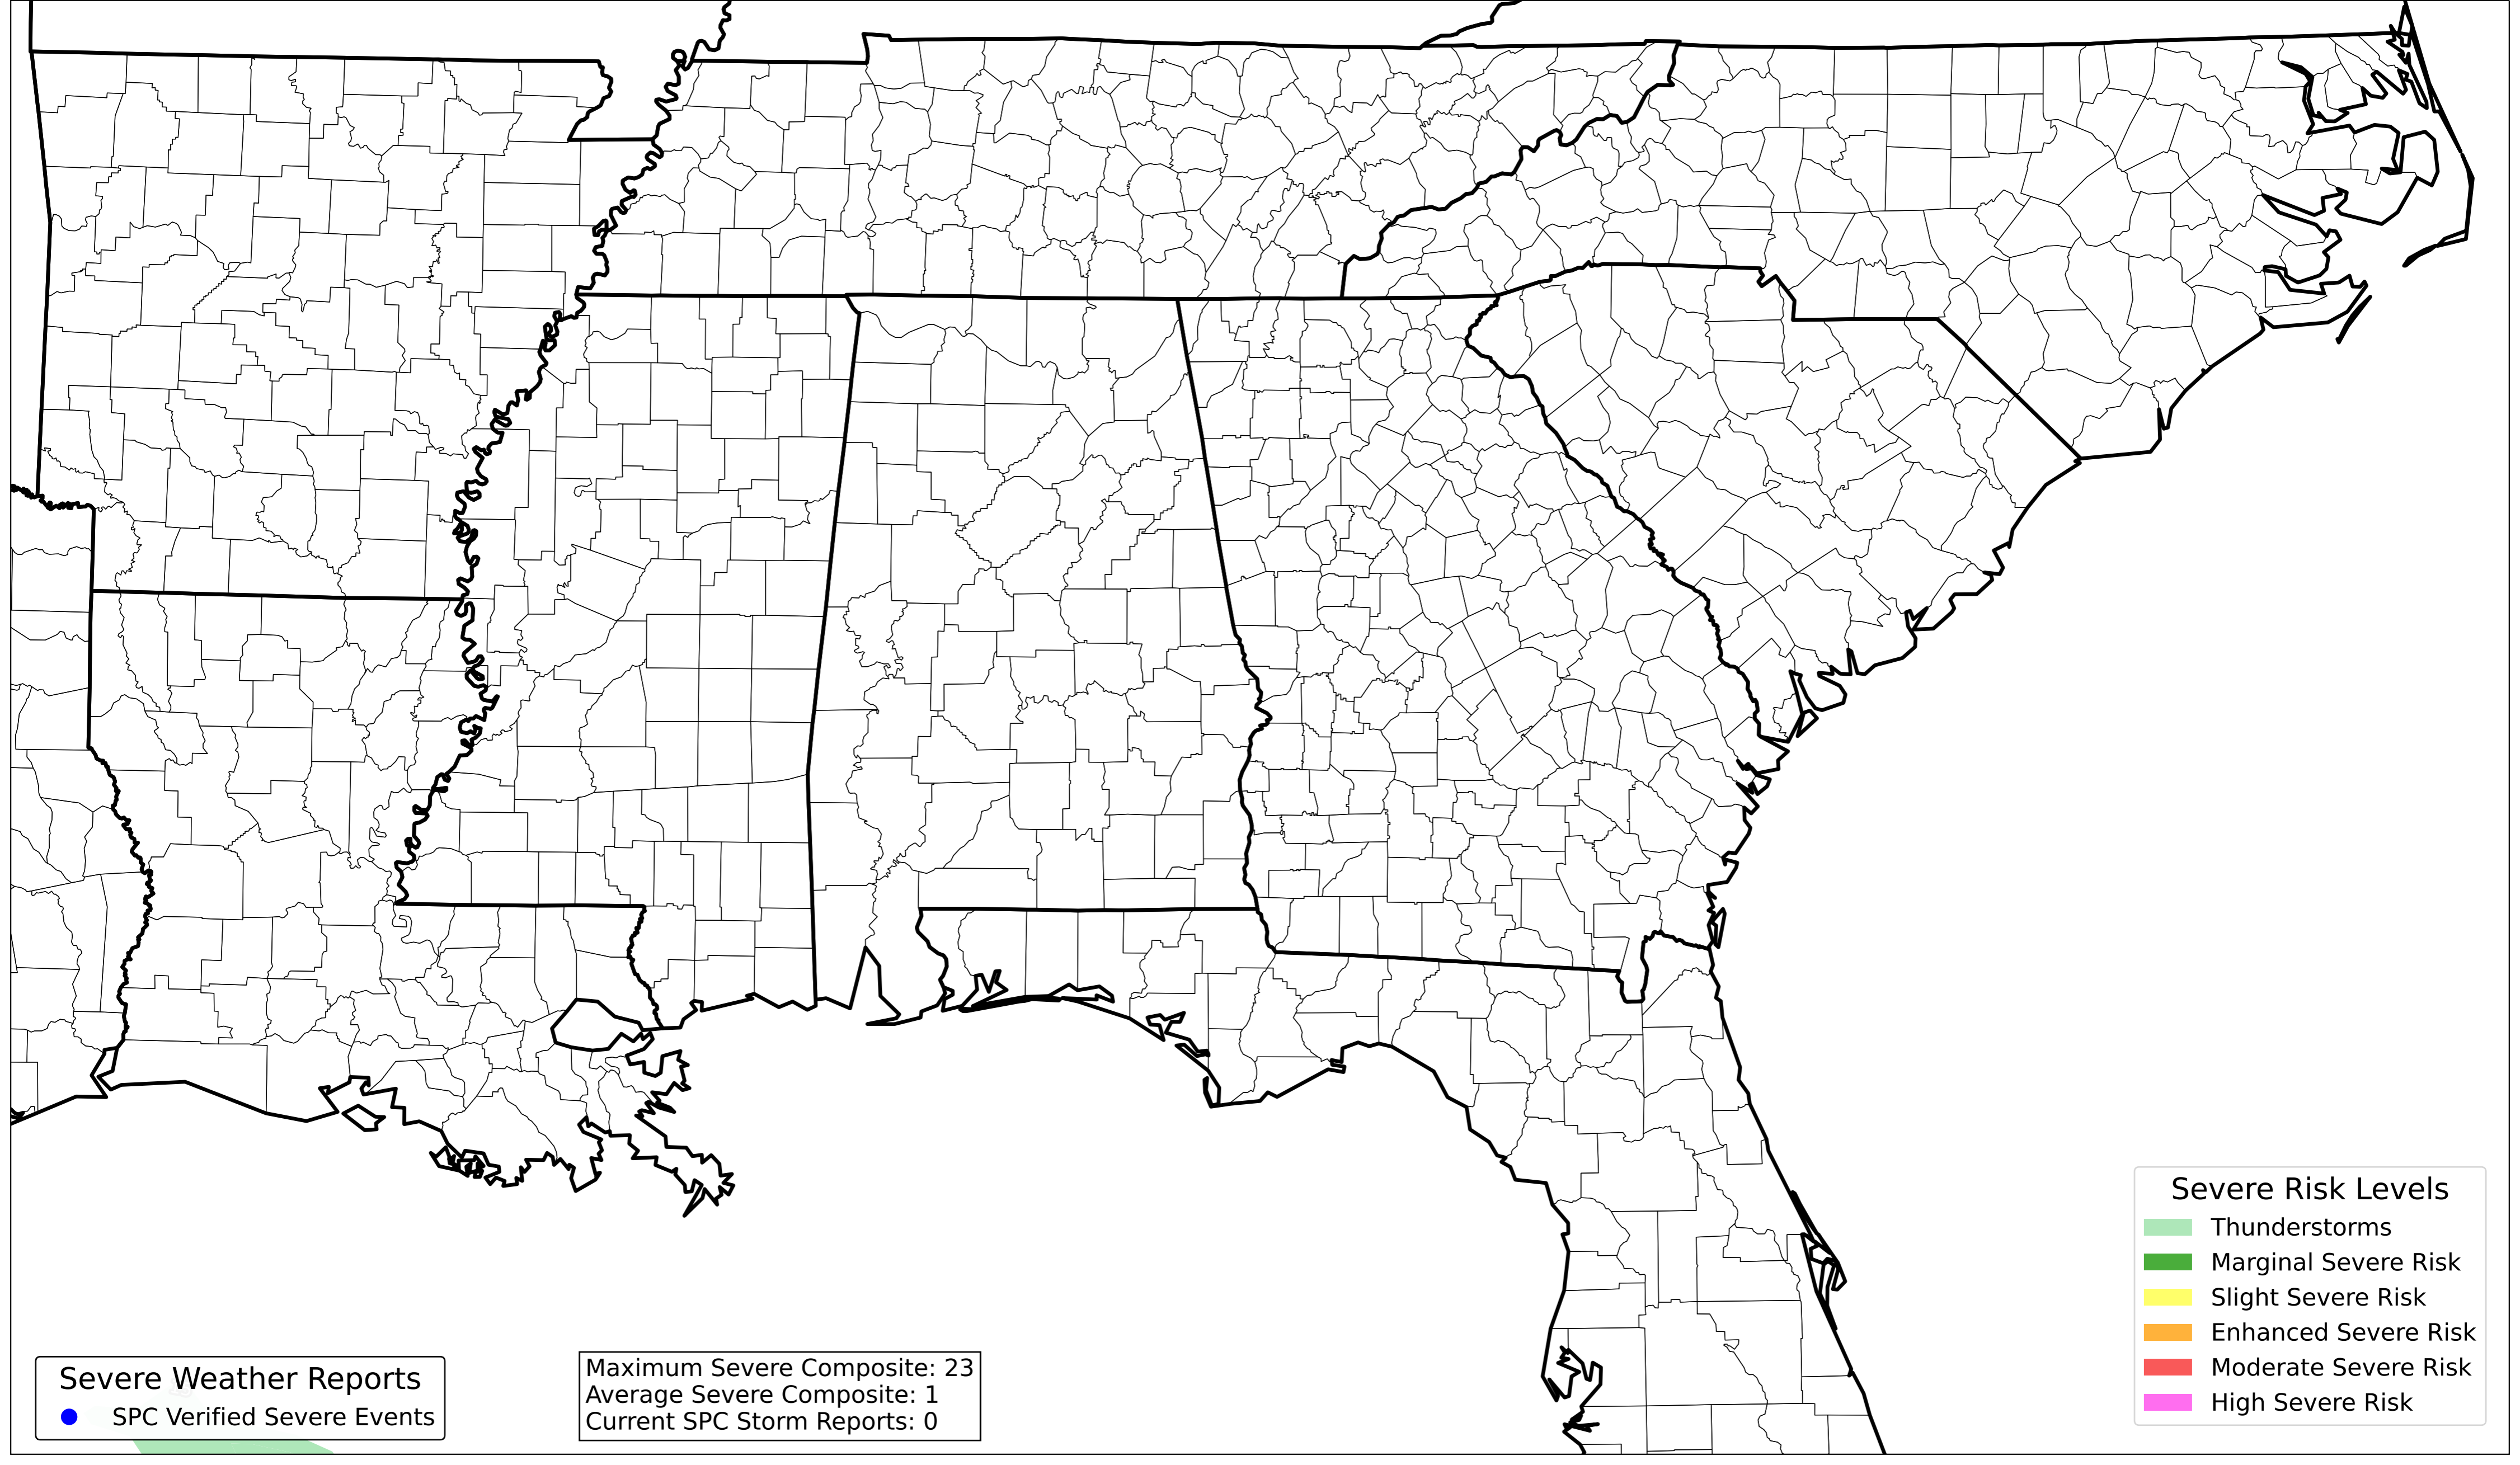 Severe Weather Reports
SPC Verified Severe Events
Maximum Severe Composite: 23
Average Severe Composite: 1
Current SPC Storm Reports: 0
Severe Risk Levels
Thunderstorms
Marginal Severe Risk
Slight Severe Risk
Enhanced Severe Risk
Moderate Severe Risk
High Severe Risk